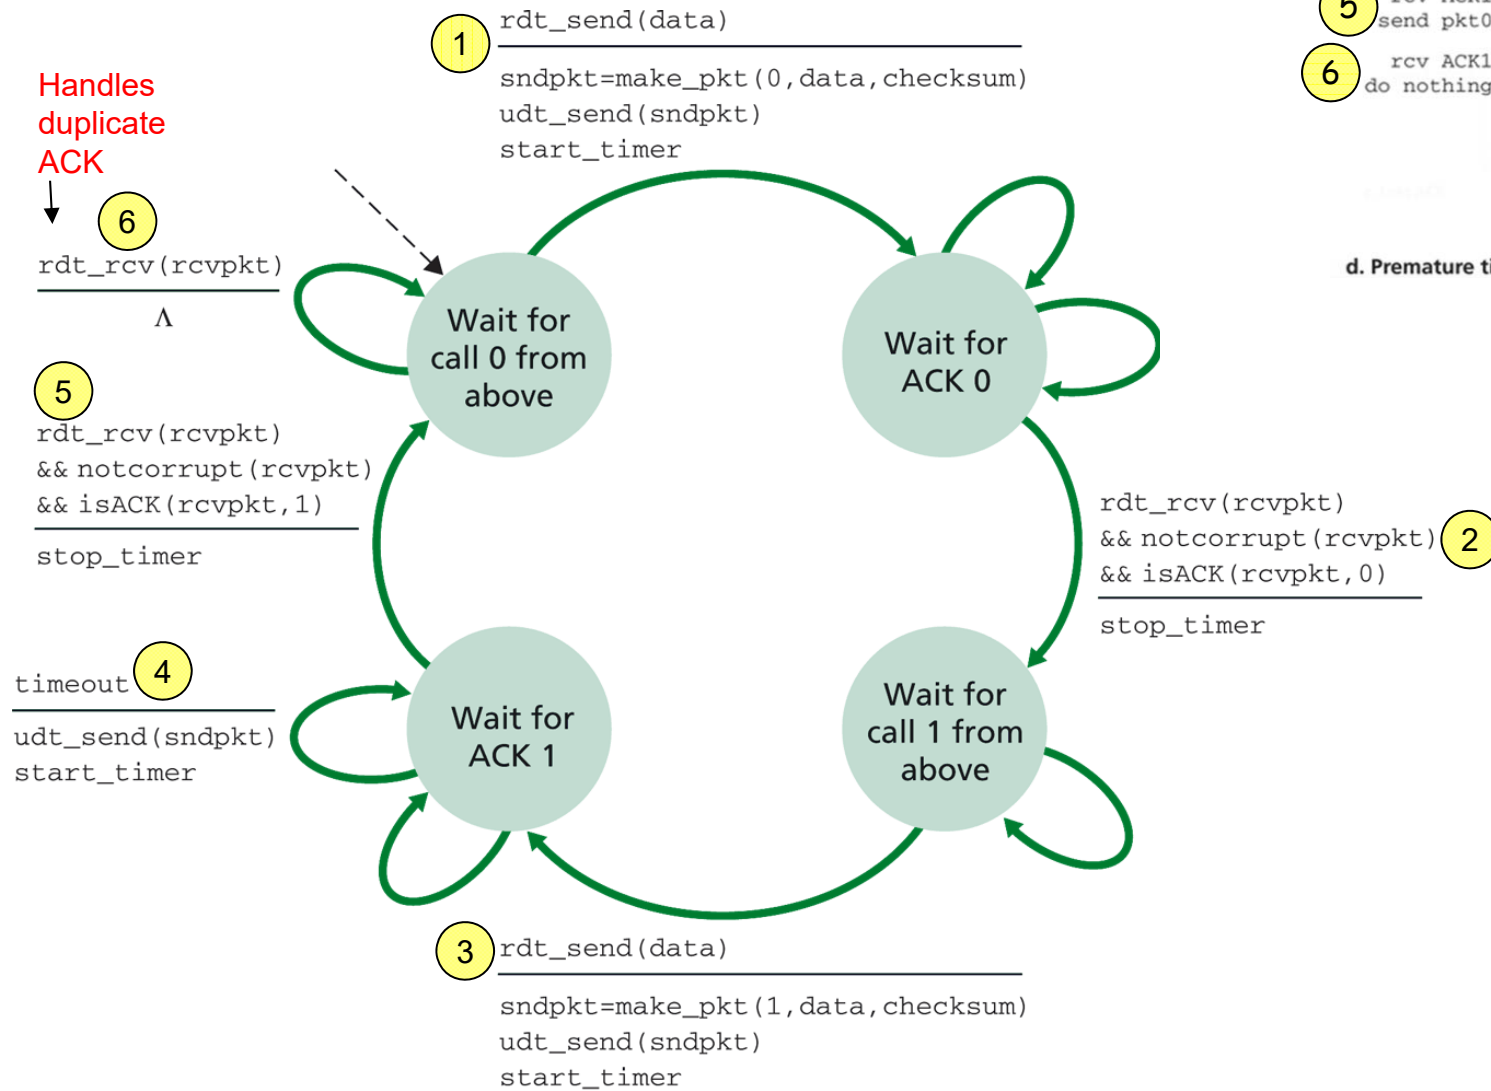 1
rdt_send(data)
sndpkt=make_pkt(0,data,checksum)
udt_send(sndpkt)
start_timer
5
send pkt0
rcv ACK1
6
do nothing
d. Premature
Handles
duplicate
ACK
6
rdt_rcv(rcvpkt)
Λ
Wait for
call 0 from
above
Wait for
ACK 0
5
rdt_rcv(rcvpkt)
&& notcorrupt(rcvpkt)
&& isACK(rcvpkt,1)
stop_timer
rdt_rcv(rcvpkt)
&& notcorrupt(rcvpkt) 2
&& isACK(rcvpkt,0)
stop_timer
timeout 4
udt_send(sndpkt)
start_timer
Wait for
ACK 1
Wait for
call 1 from
above
3 rdt_send(data)
sndpkt=make_pkt(1,data,checksum)
udt_send(sndpkt)
start_timer